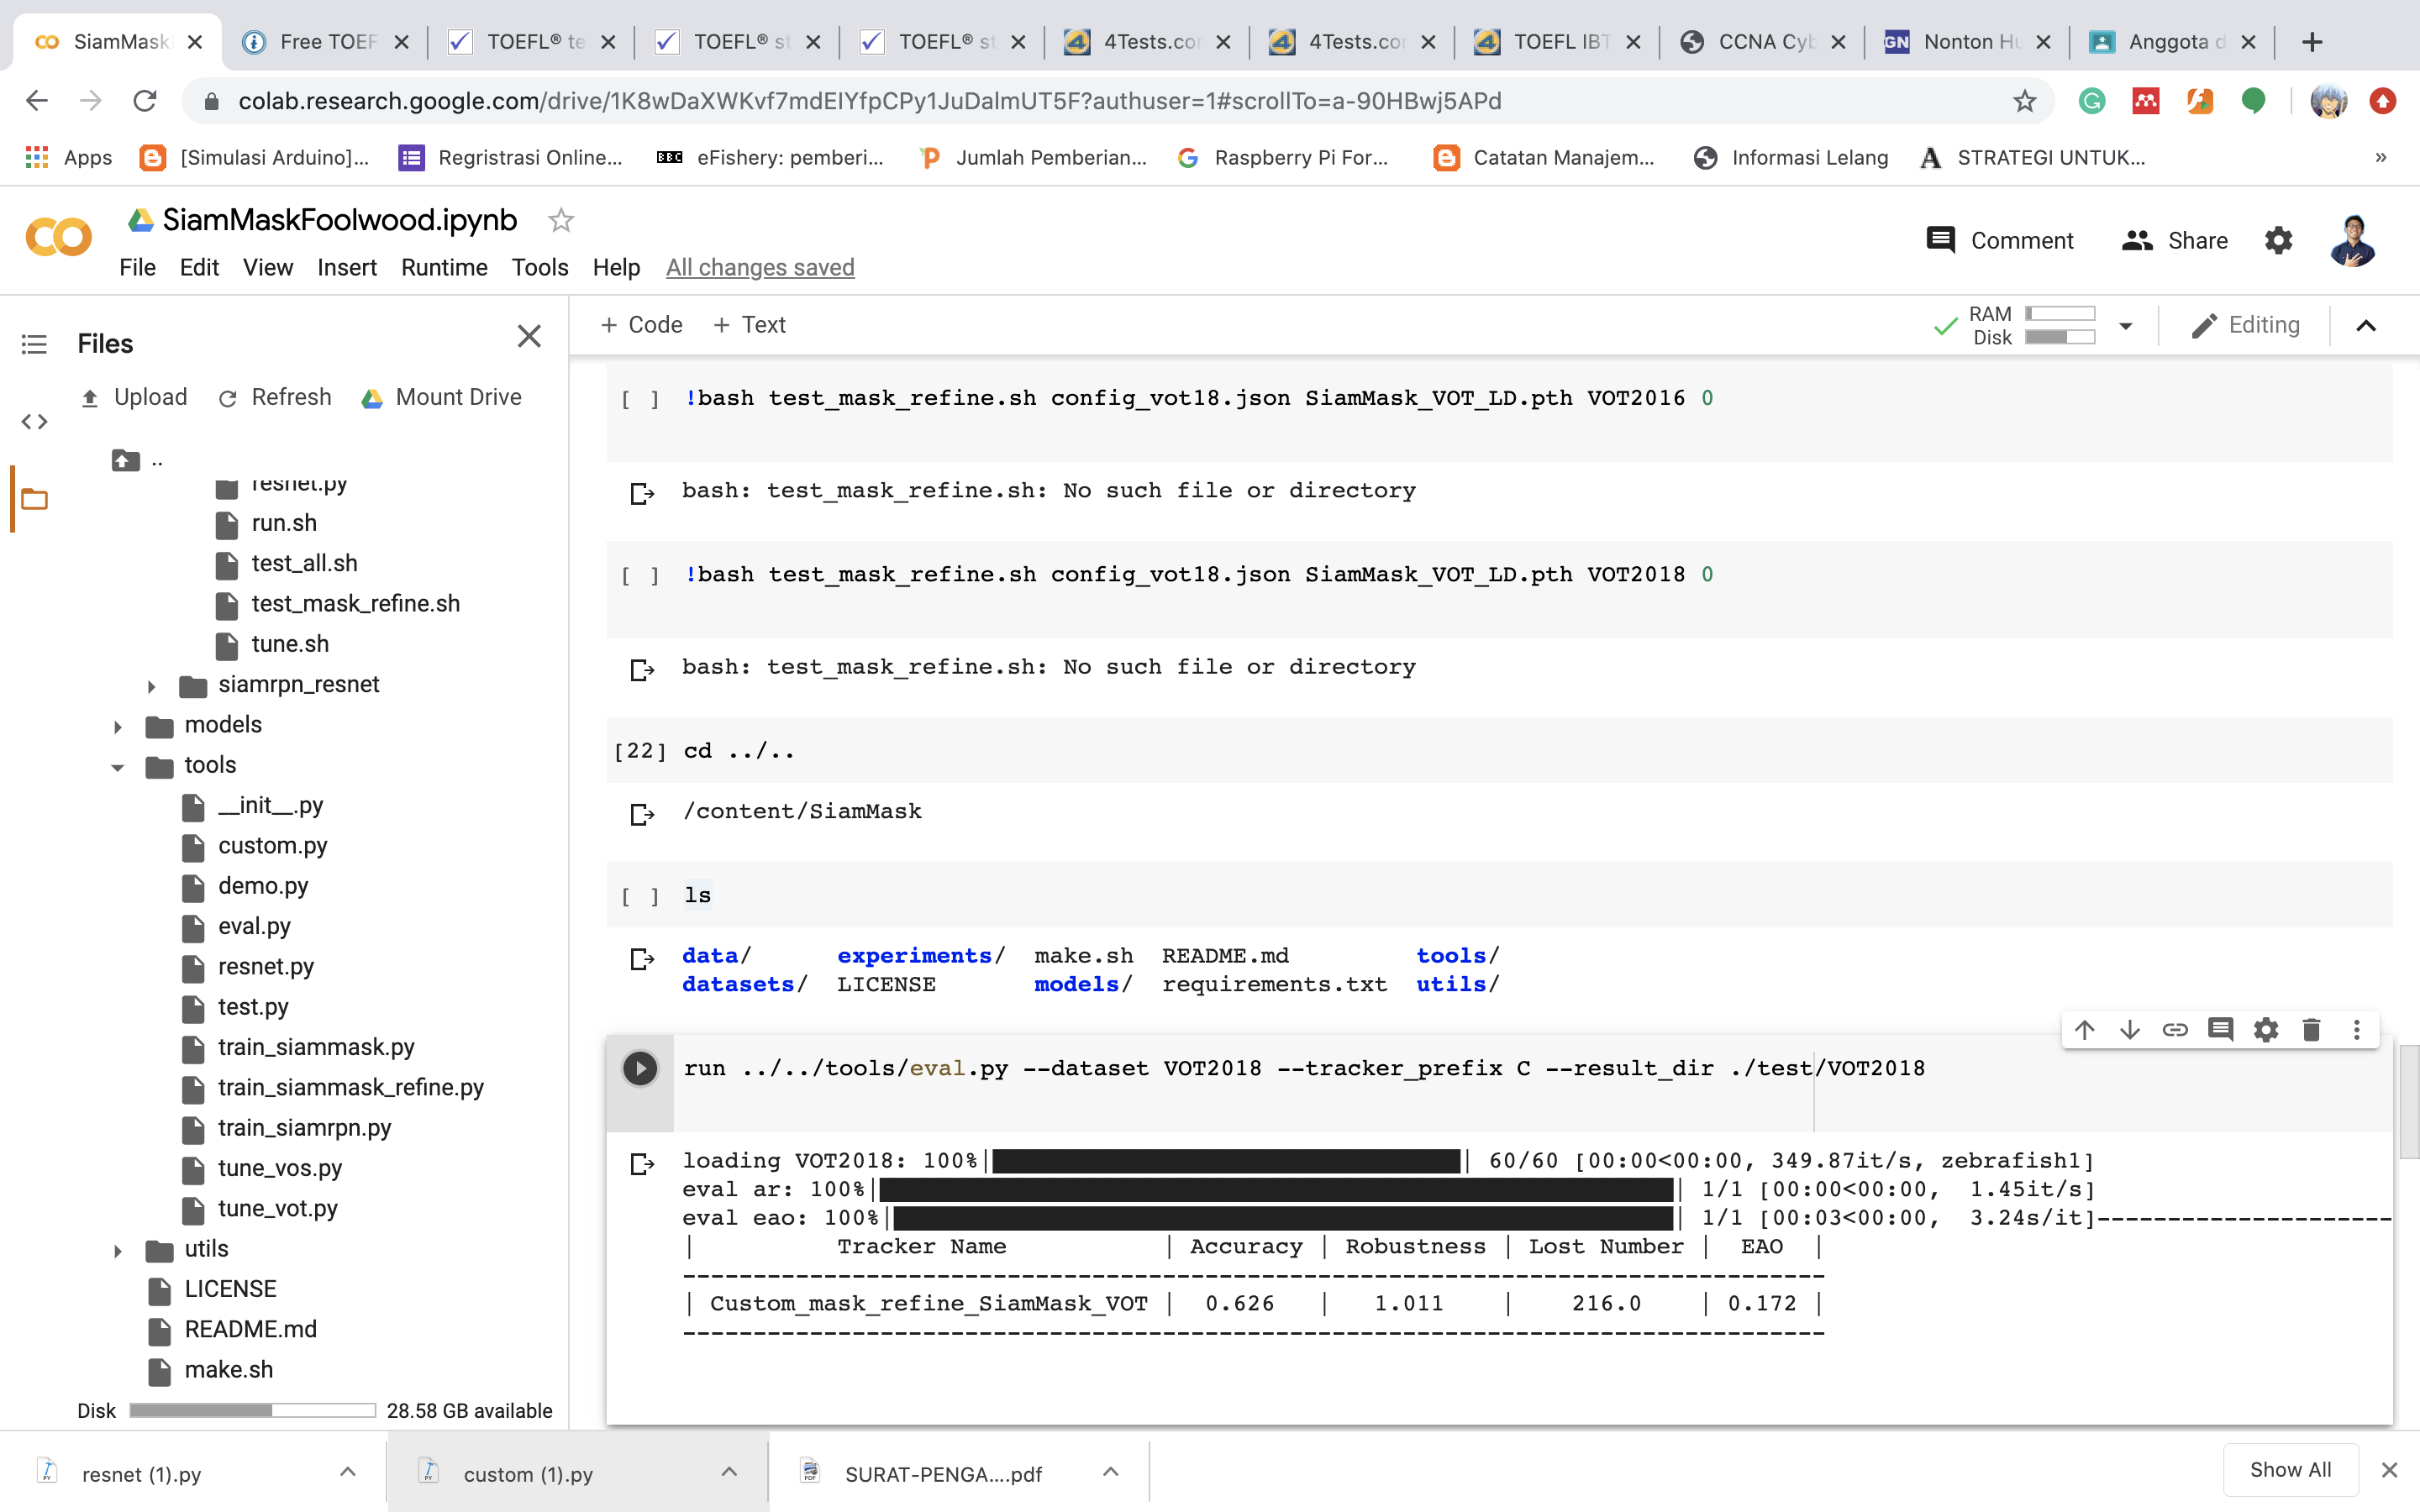 SiamMask
Free TOEF
TOEFL® te
TOEFL® st
TOEFL® st
4Tests.cor
4Tests.cor
TOEFL IBT
CCNA Cyb
GN Nonton Hu
Anggota d
colab.research.google.com/drive/1K8wDaXWKvf7mdEIYfpCPy1JuDalmUT5F?authuser=1#scrollTo=a-90HBwj5APd
Apps
[Simulasi Arduino]...
Regristrasi Online...
BBC eFishery: pemberi...
Jumlah Pemberian...
Raspberry Pi For...
Catatan Manajem...
Informasi Lelang
STRATEGI UNTUK...
»
SiamMaskFoolwood.ipynb
Comment
Share
File Edit View Insert Runtime Tools Help All changes saved
Files
+ Code + Text
RAM
Disk
Editing
Upload Refresh Mount Drive
..
resnet.py
run.sh
test_all.sh
test_mask_refine.sh
tune.sh
siamrpn_resnet
models
tools
__init__.py
custom.py
demo.py
eval.py
resnet.py
test.py
train_siammask.py
train_siammask_refine.py
train_siamrpn.py
tune_vos.py
tune_vot.py
utils
LICENSE
README.md
make.sh
Disk 28.58 GB available
[ ] !bash test_mask_refine.sh config_vot18.json SiamMask_VOT_LD.pth VOT2016 0
bash: test_mask_refine.sh: No such file or directory
[ ] !bash test_mask_refine.sh config_vot18.json SiamMask_VOT_LD.pth VOT2018 0
bash: test_mask_refine.sh: No such file or directory
[22] cd ../..
/content/SiamMask
[ ] ls
data/ experiments/ make.sh README.md tools/
datasets/ LICENSE models/ requirements.txt utils/
run ../../tools/eval.py --dataset VOT2018 --tracker_prefix C --result_dir ./test/VOT2018
loading VOT2018: 100%| | 60/60 [00:00<00:00, 349.87it/s, zebrafish1]
eval ar: 100%| | 1/1 [00:00<00:00, 1.45it/s]
eval eao: 100%| | 1/1 [00:03<00:00, 3.24s/it]---------------------
| Tracker Name | Accuracy | Robustness | Lost Number | EAO |
---------------------------------------------------------------------------------
| Custom_mask_refine_SiamMask_VOT | 0.626 | 1.011 | 216.0 | 0.172 |
---------------------------------------------------------------------------------
resnet (1).py
custom (1).py
SURAT-PENGA....pdf
Show All